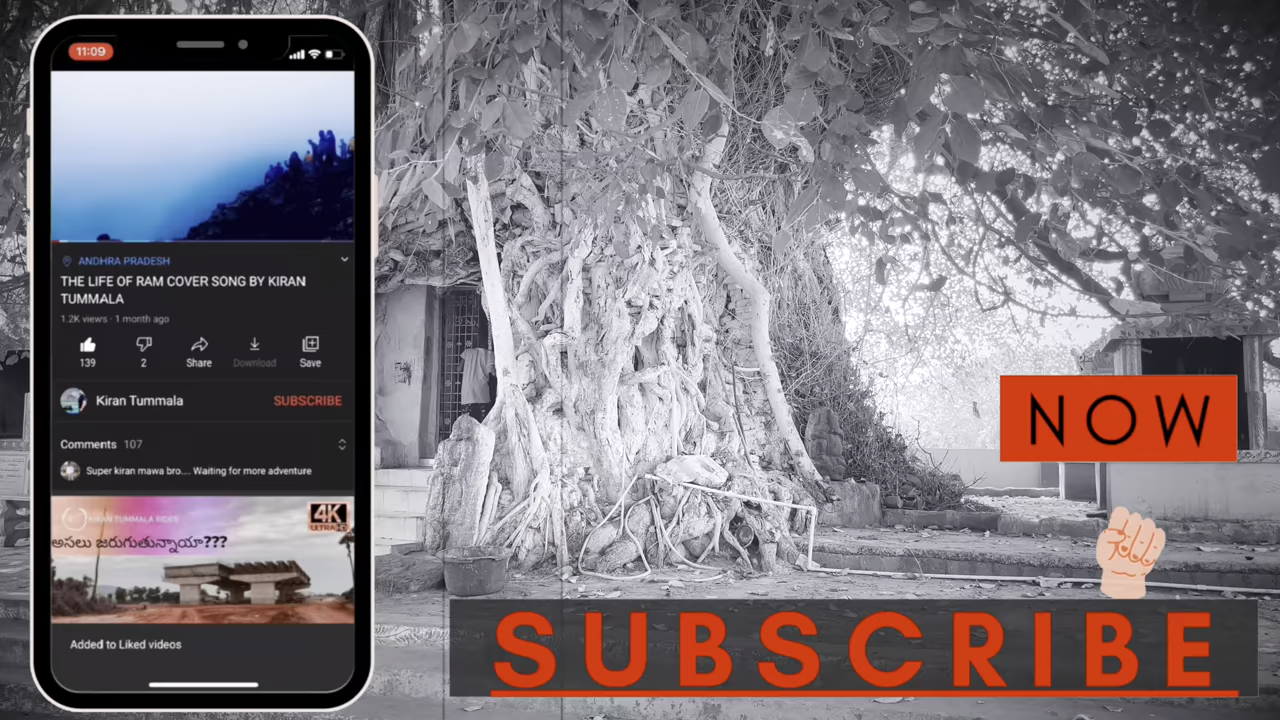 11:09
ANDHRA PRADESH
THE LIFE OF RAM COVER SONG BY KIRAN
TUMMALA
1.2K views · 1 month ago
139
2
Share
Download
Save
Kiran Tummala
SUBSCRIBE
Comments 107
Super kiran mawa bro.... Waiting for more adventure
KIRAN TUMMALA RIDES
4K
ULTRA HD
అసలు జరుగుతున్నాయా???
Added to Liked videos
NOW
SUBSCRIBE